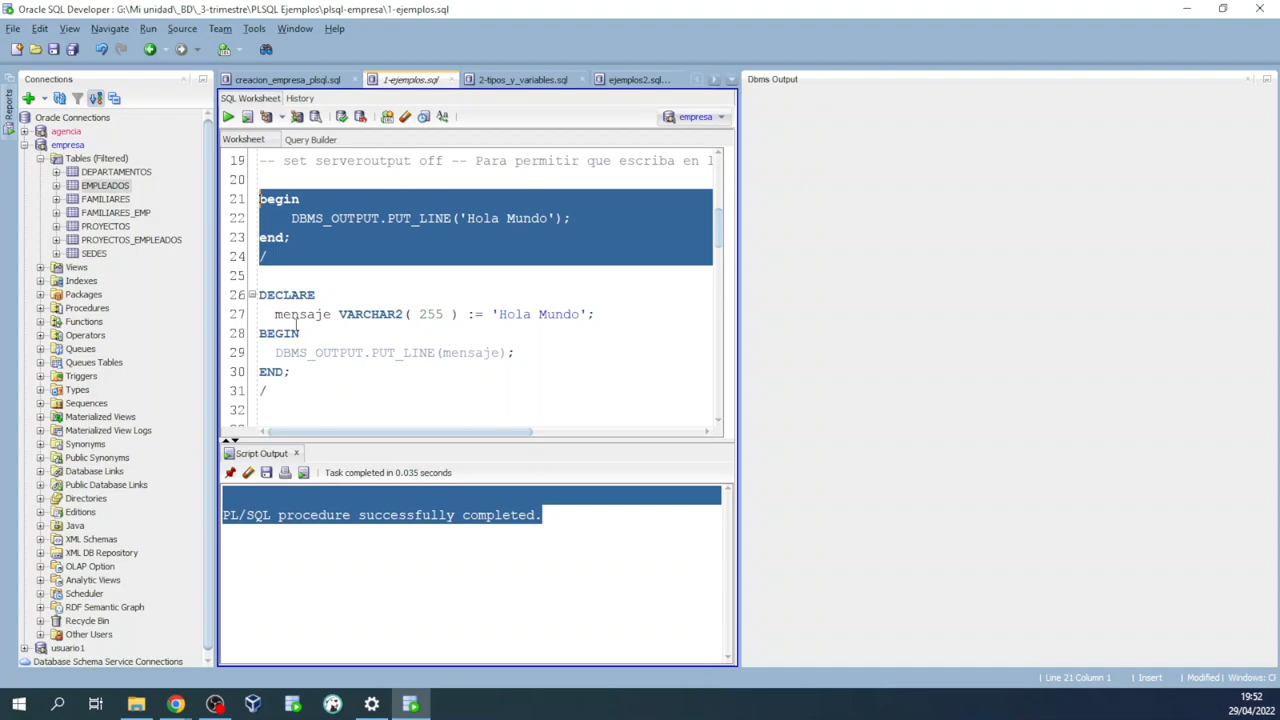 Oracle SQL Developer : G:\Mi unidad\_BD\_3-trimestre\PLSQL Ejemplos\plsql-empresa\1-ejemplos.sql
File Edit View Navigate Run Source Team Tools Window Help
Connections
Reports
Oracle Connections
agencia
empresa
Tables (Filtered)
DEPARTAMENTOS
EMPLEADOS
FAMILIARES
FAMILIARES_EMP
PROYECTOS
PROYECTOS_EMPLEADOS
SEDES
Views
Indexes
Packages
Procedures
Functions
Operators
Queues
Queues Tables
Triggers
Types
Sequences
Materialized Views
Materialized View Logs
Synonyms
Public Synonyms
Database Links
Public Database Links
Directories
Editions
Java
XML Schemas
XML DB Repository
OLAP Option
Analytic Views
Scheduler
RDF Semantic Graph
Recycle Bin
Other Users
usuario1
Database Schema Service Connections
creacion_empresa_plsql.sql 1-ejemplos.sql 2-tipos_y_variables.sql ejemplos2.sql...
SQL Worksheet History
empresa
Worksheet Query Builder
19 -- set serveroutput off -- Para permitir que escriba en l
20
21 begin
22 DBMS_OUTPUT.PUT_LINE('Hola Mundo');
23 end;
24 /
25
26 DECLARE
27 mensaje VARCHAR2( 255 ) := 'Hola Mundo';
28 BEGIN
29 DBMS_OUTPUT.PUT_LINE(mensaje);
30 END;
31 /
32
Script Output
Task completed in 0.035 seconds
PL/SQL procedure successfully completed.
Dbms Output
Line 21 Column 1 Insert Modified Windows: C
19:52
29/04/2022